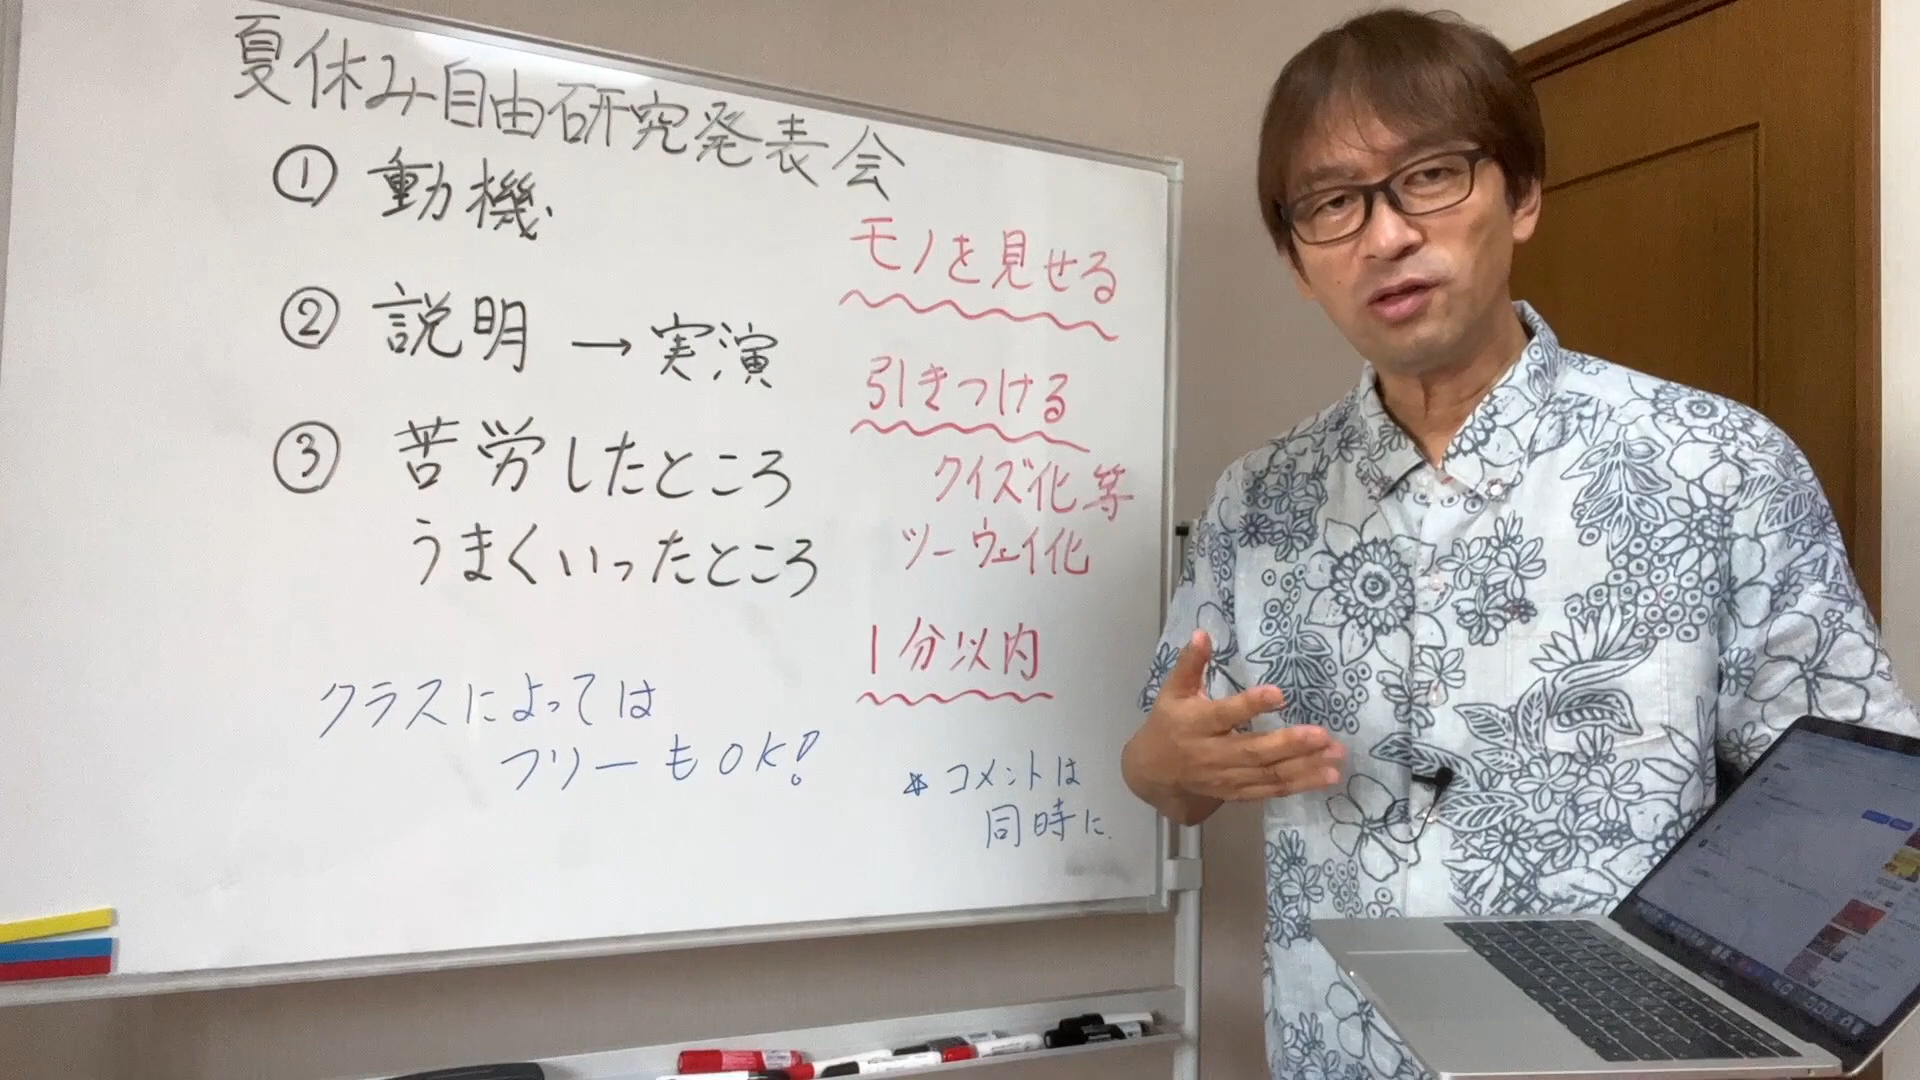 夏休み自由研究発表会
① 動機
② 説明 → 実演
③ 苦労したところ
うまくいったところ
クラスによっては
フリーもOK!
モノを見せる
引きつける
クイズ化等
ツーウェイ化
1分以内
* コメントは
同時に